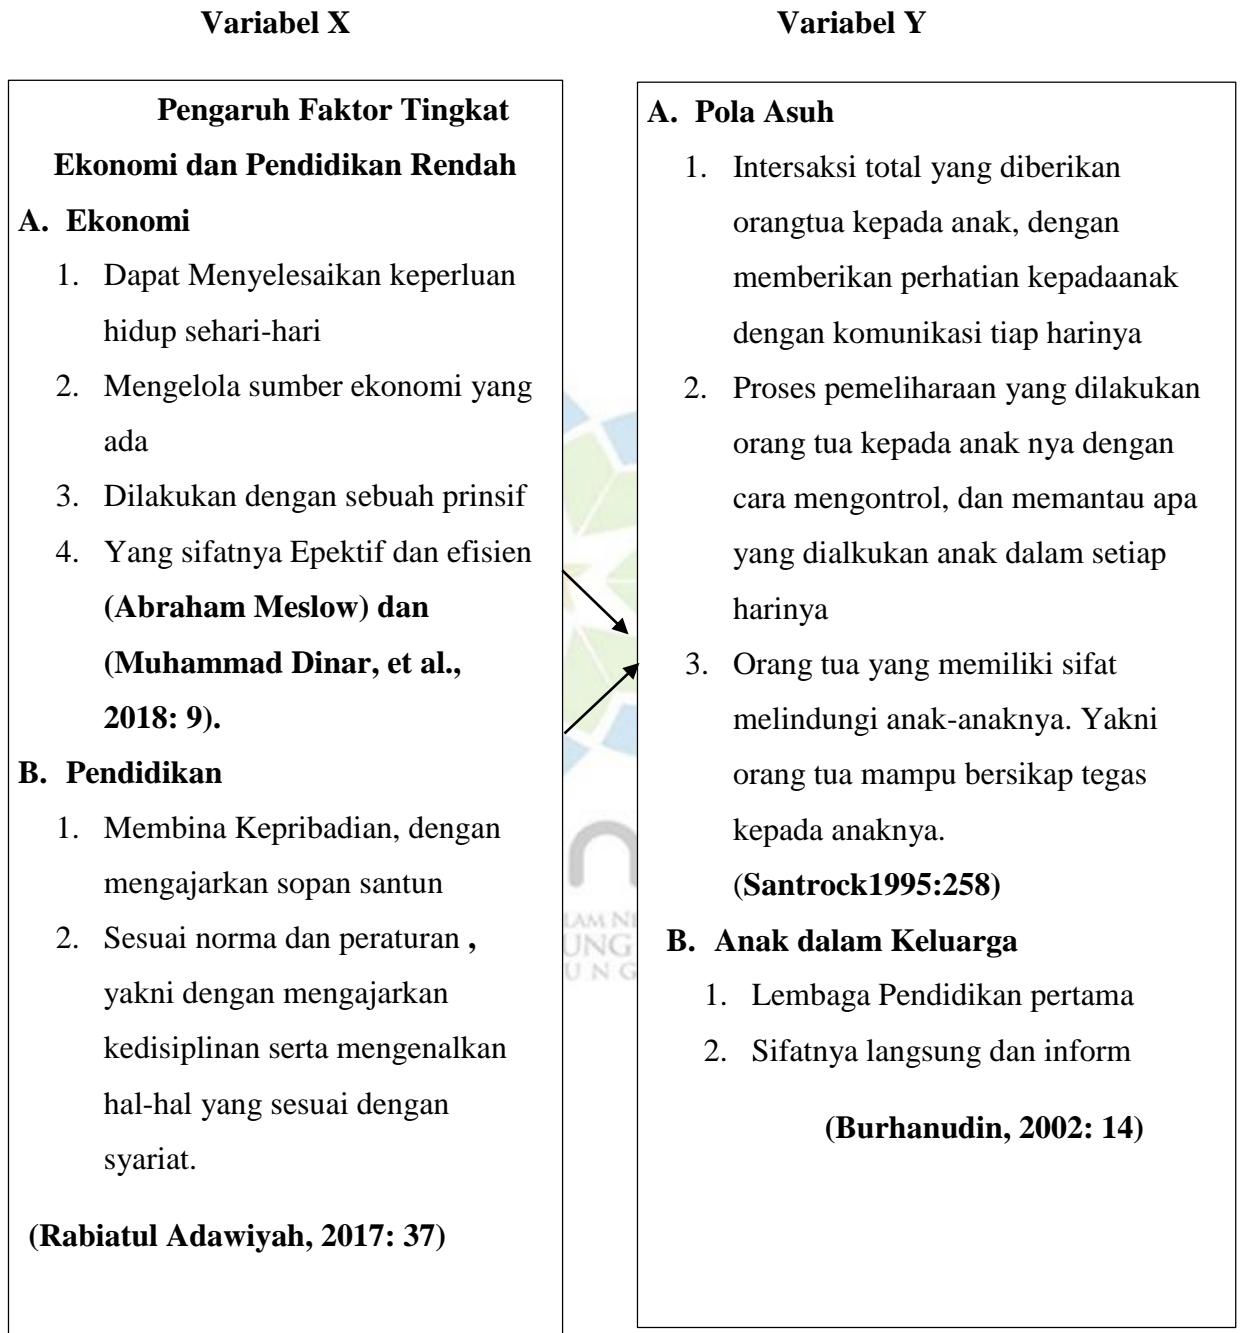 Variabel X
Variabel Y
Pengaruh Faktor Tingkat
Ekonomi dan Pendidikan Rendah
A. Ekonomi
1. Dapat Menyelesaikan keperluan
hidup sehari-hari
2. Mengelola sumber ekonomi yang
ada
3. Dilakukan dengan sebuah prinsif
4. Yang sifatnya Epektif dan efisien
(Abraham Meslow) dan
(Muhammad Dinar, et al.,
2018: 9).
B. Pendidikan
1. Membina Kepribadian, dengan
mengajarkan sopan santun
2. Sesuai norma dan peraturan ,
yakni dengan mengajarkan
kedisiplinan serta mengenalkan
hal-hal yang sesuai dengan
syariat.
(Rabiatul Adawiyah, 2017: 37)
A. Pola Asuh
1. Intersaksi total yang diberikan
orangtua kepada anak, dengan
memberikan perhatian kepadaanak
dengan komunikasi tiap harinya
2. Proses pemeliharaan yang dilakukan
orang tua kepada anak nya dengan
cara mengontrol, dan memantau apa
yang dialkukan anak dalam setiap
harinya
3. Orang tua yang memiliki sifat
melindungi anak-anaknya. Yakni
orang tua mampu bersikap tegas
kepada anaknya.
(Santrock1995:258)
B. Anak dalam Keluarga
1. Lembaga Pendidikan pertama
2. Sifatnya langsung dan inform
(Burhanudin, 2002: 14)
LAM NE
UNG
UNG